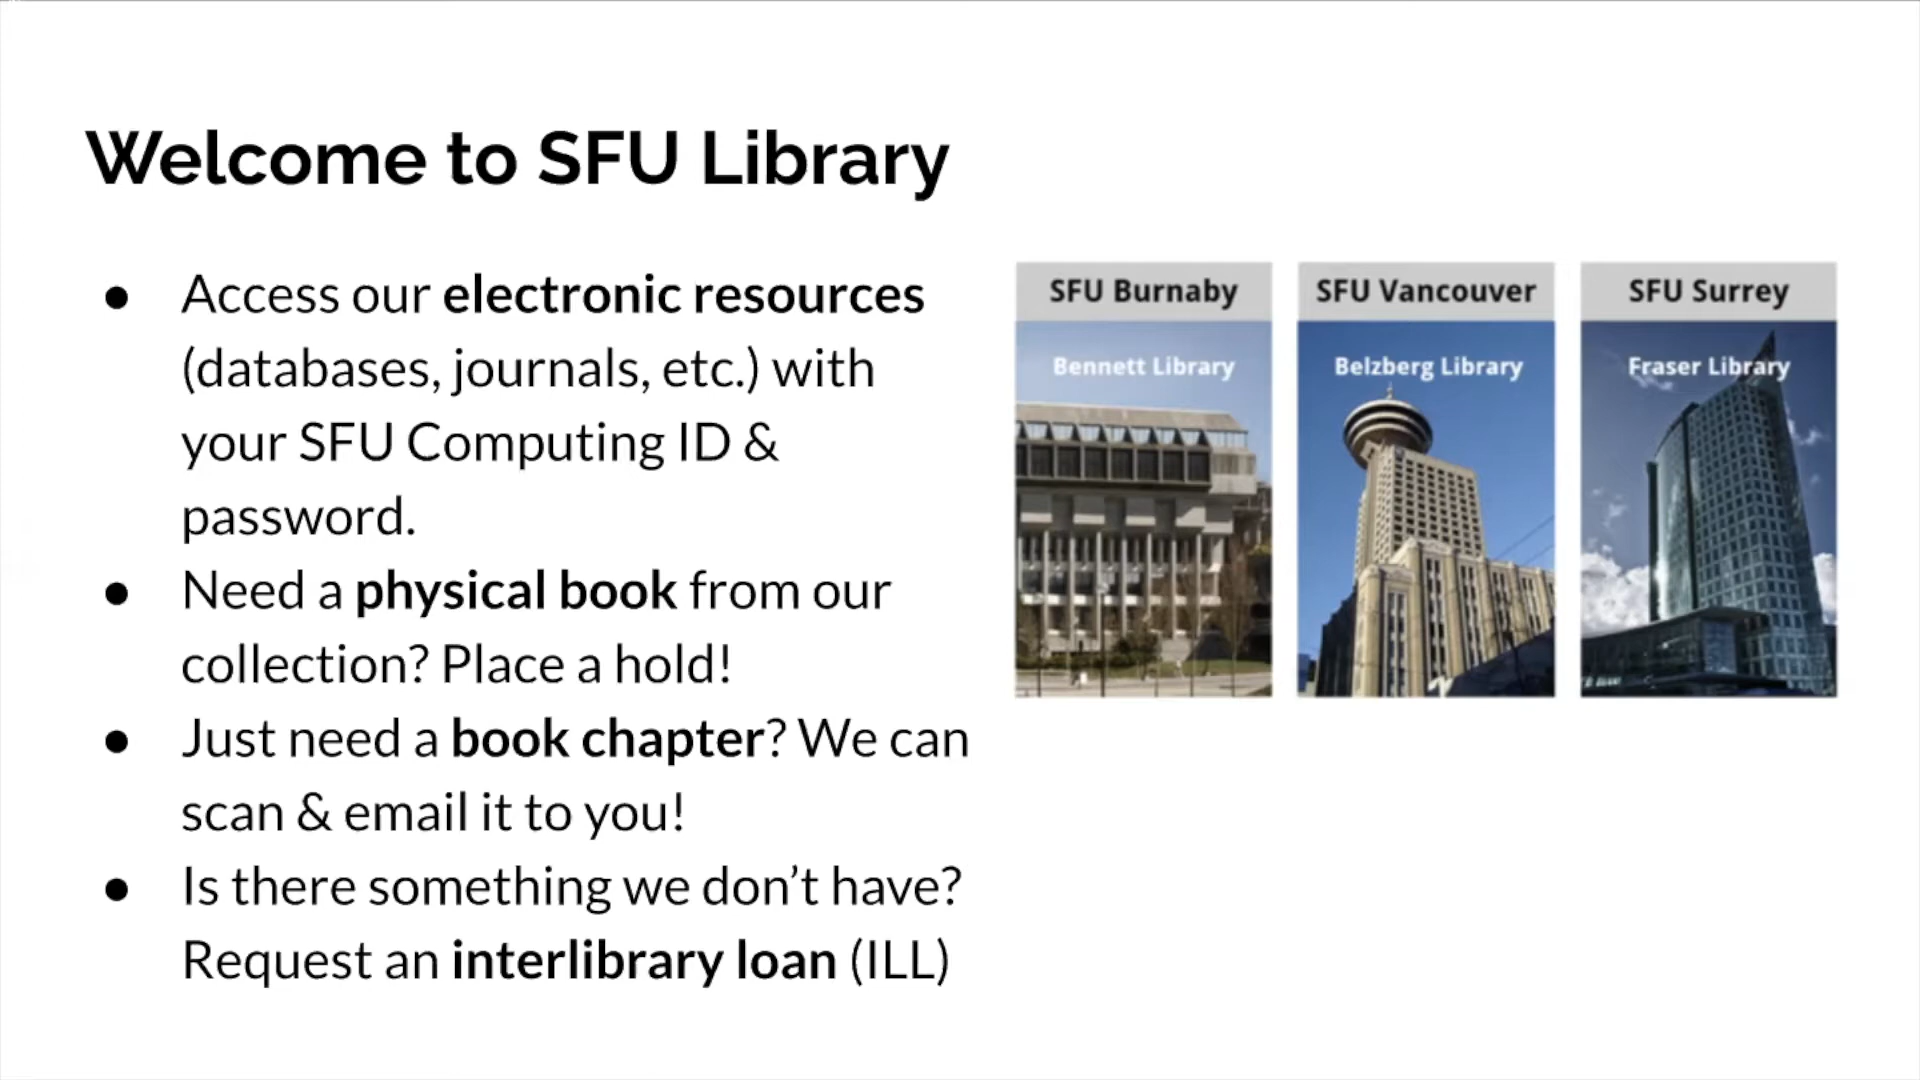 Welcome to SFU Library
● Access our electronic resources
(databases, journals, etc.) with
your SFU Computing ID &
password.
● Need a physical book from our
collection? Place a hold!
● Just need a book chapter? We can
scan & email it to you!
● Is there something we don’t have?
Request an interlibrary loan (ILL)
SFU Burnaby
Bennett Library
SFU Vancouver
Belzberg Library
SFU Surrey
Fraser Library